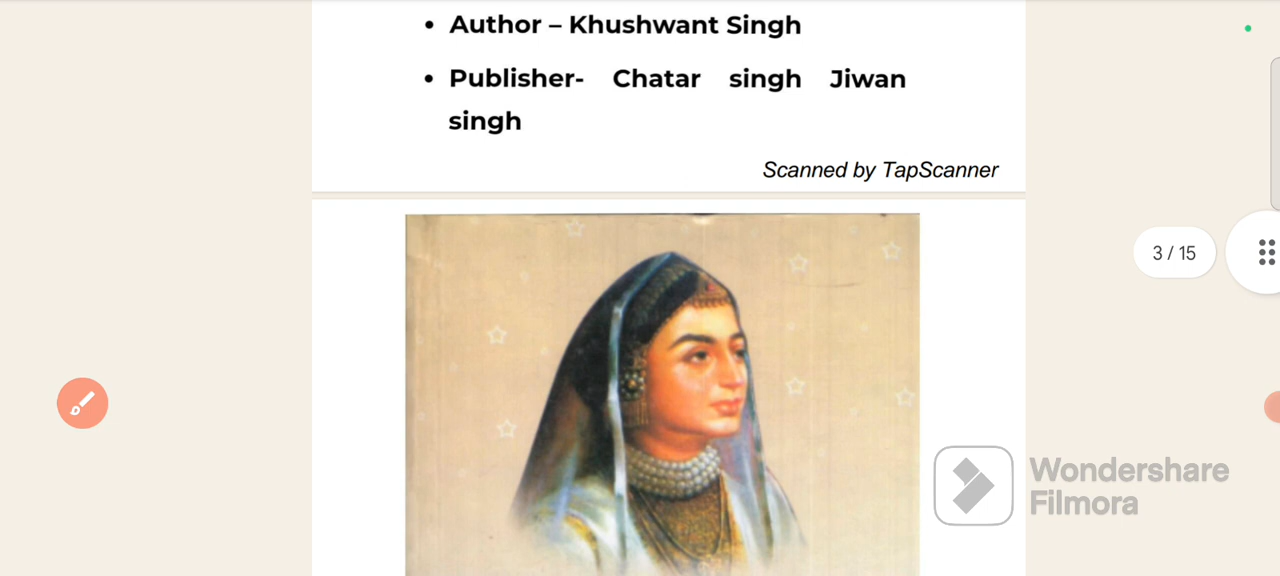 • Author – Khushwant Singh
• Publisher- Chatar singh Jiwan
singh
Scanned by TapScanner
3 / 15
Wondershare
Filmora